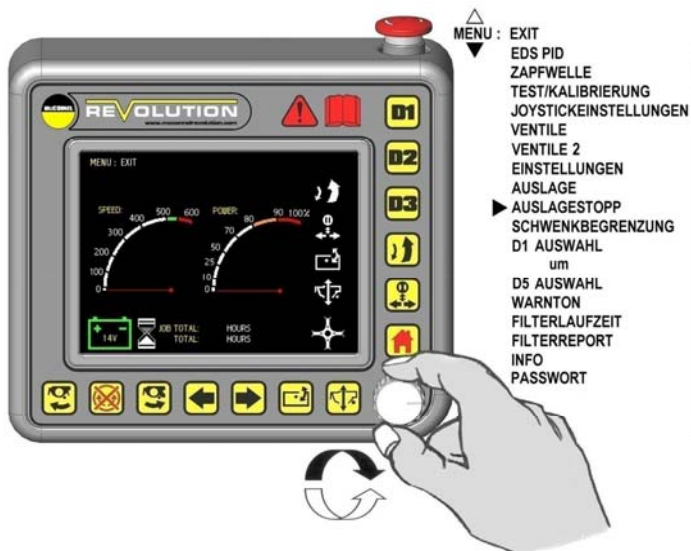 MENU : EXIT
EDS PID
ZAPFWELLE
TEST/KALIBRIERUNG
JOYSTICKEINSTELLUNGEN
VENTILE
VENTILE 2
EINSTELLUNGEN
AUSLAGE
AUSLAGESTOPP
SCHWENKBEGRENZUNG
D1 AUSWAHL
um
D5 AUSWAHL
WARNTON
FILTERLAUFZEIT
FILTERREPORT
INFO
PASSWORT
McCONNEL
REVOLUTION
www.mcconnelrevolution.com
D1
D2
D3
MENU : EXIT
SPEED:
0 100 200 300 400 500 600
POWER:
0 10 25 50 70 80 90 100%
14V
JOB TOTAL: HOURS
TOTAL: HOURS